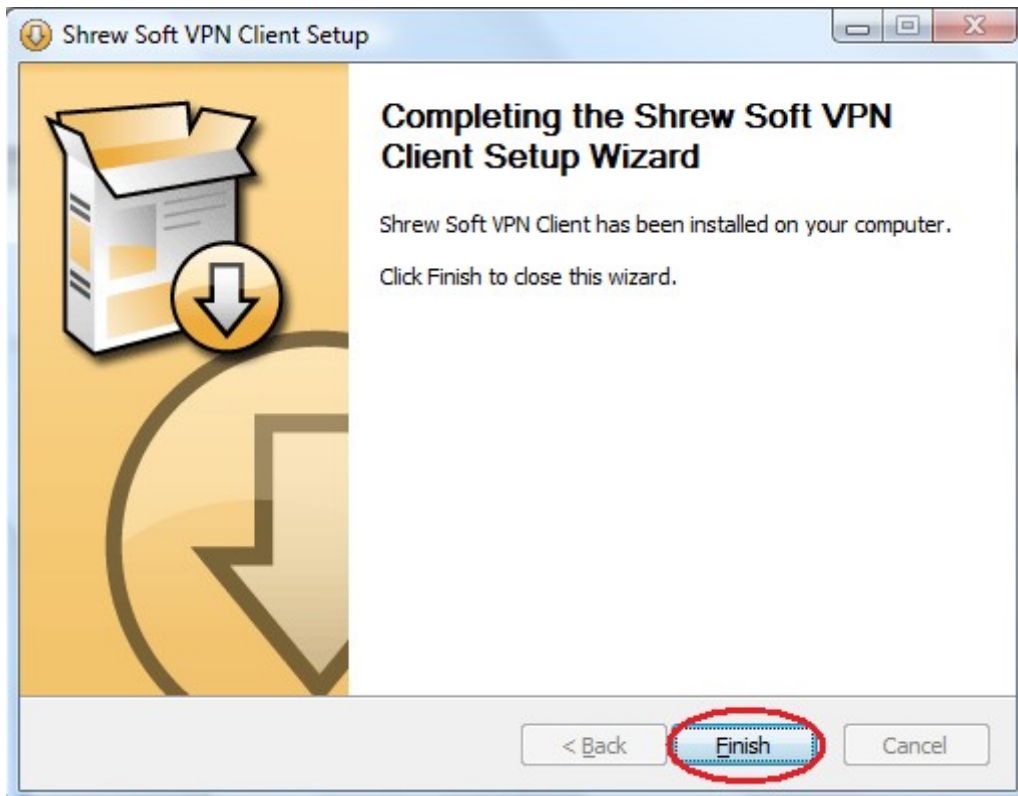 Shrew Soft VPN Client Setup
Completing the Shrew Soft VPN
Client Setup Wizard
Shrew Soft VPN Client has been installed on your computer.
Click Finish to close this wizard.
< Back Finish Cancel